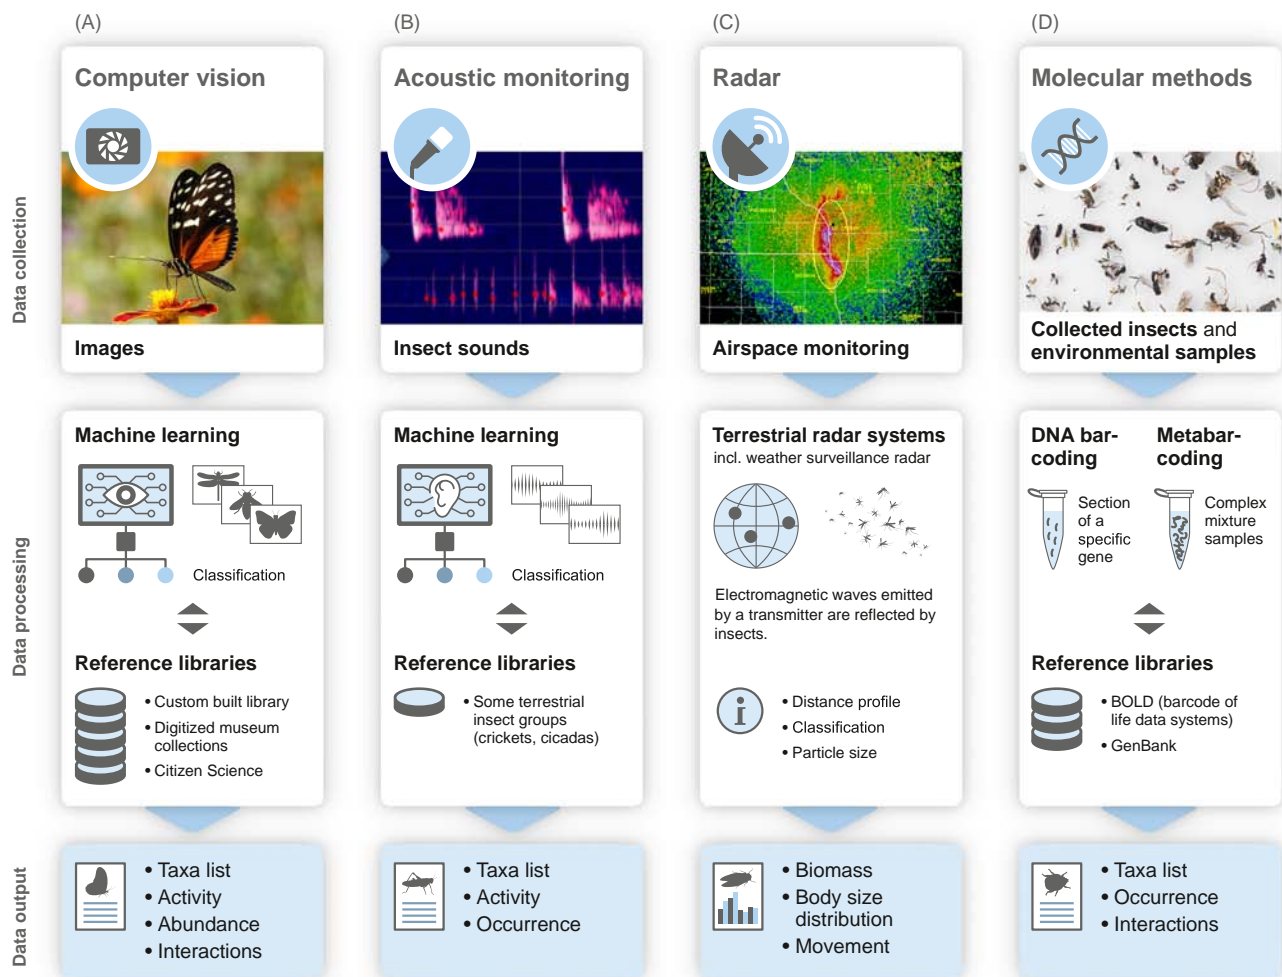 (A)
(B)
(C)
(D)
Data collection
Computer vision
Images
Acoustic monitoring
Insect sounds
Radar
Airspace monitoring
Molecular methods
Collected insects and
environmental samples
Data processing
Machine learning
Classification
Reference libraries
• Custom built library
• Digitized museum
collections
• Citizen Science
Machine learning
Classification
Reference libraries
• Some terrestrial
insect groups
(crickets, cicadas)
Terrestrial radar systems
incl. weather surveillance radar
Electromagnetic waves emitted
by a transmitter are reflected by
insects.
i
• Distance profile
• Classification
• Particle size
DNA bar-
coding
Section
of a
specific
gene
Metabar-
coding
Complex
mixture
samples
Reference libraries
• BOLD (barcode of
life data systems)
• GenBank
Data output
• Taxa list
• Activity
• Abundance
• Interactions
• Taxa list
• Activity
• Occurrence
• Biomass
• Body size
distribution
• Movement
• Taxa list
• Occurrence
• Interactions